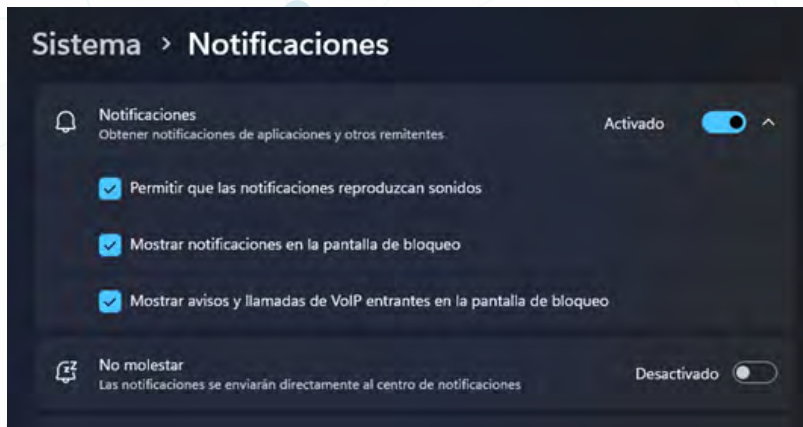 Sistema > Notificaciones
Notificaciones
Obtener notificaciones de aplicaciones y otros remitentes
Activado
Permitir que las notificaciones reproduzcan sonidos
Mostrar notificaciones en la pantalla de bloqueo
Mostrar avisos y llamadas de VoIP entrantes en la pantalla de bloqueo
No molestar
Las notificaciones se enviarán directamente al centro de notificaciones
Desactivado